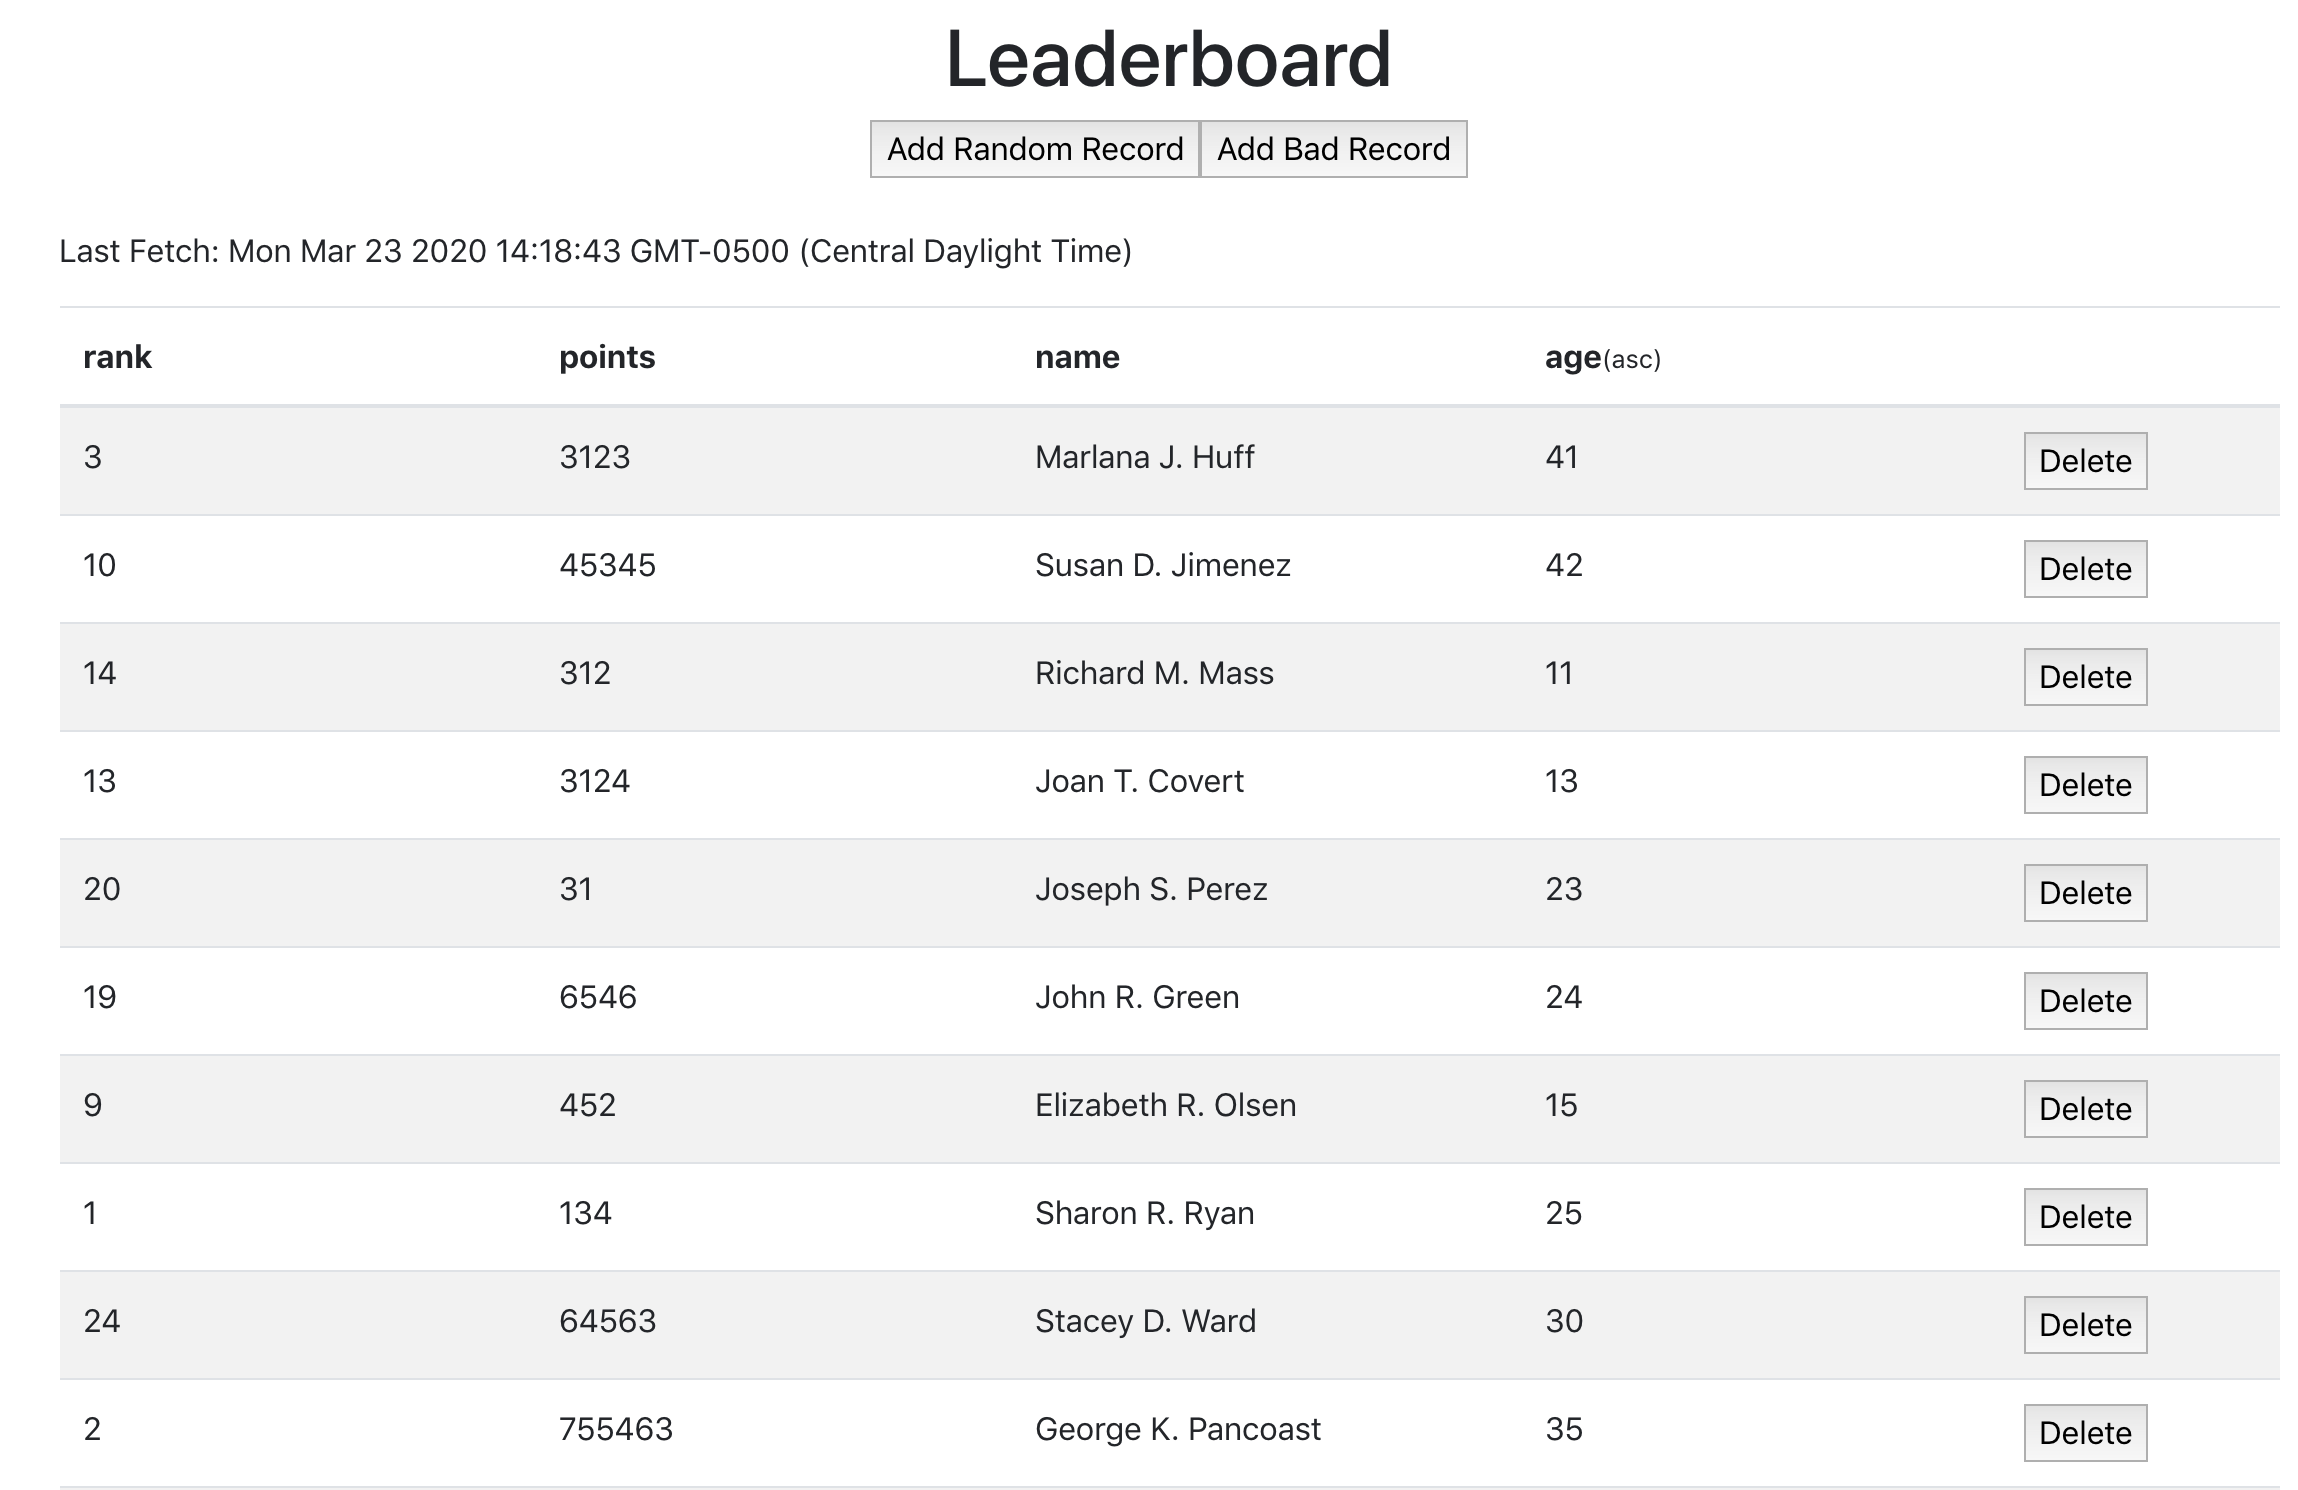 Leaderboard
Add Random Record Add Bad Record
Last Fetch: Mon Mar 23 2020 14:18:43 GMT-0500 (Central Daylight Time)
rank points name age(asc)
3 3123 Marlana J. Huff 41 Delete
10 45345 Susan D. Jimenez 42 Delete
14 312 Richard M. Mass 11 Delete
13 3124 Joan T. Covert 13 Delete
20 31 Joseph S. Perez 23 Delete
19 6546 John R. Green 24 Delete
9 452 Elizabeth R. Olsen 15 Delete
1 134 Sharon R. Ryan 25 Delete
24 64563 Stacey D. Ward 30 Delete
2 755463 George K. Pancoast 35 Delete